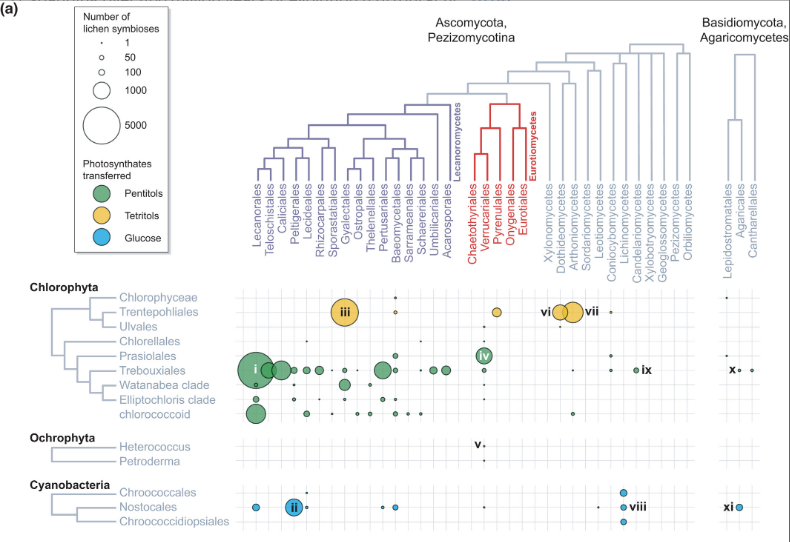 (a)
Number of
lichen symbioses
1
50
100
1000
5000
Photosynthates
transferred
Pentitols
Tetritols
Glucose
Ascomycota,
Pezizomycotina
Basidiomycota,
Agaricomycetes
Lecanoromycetes
Eurotiomycetes
Lecanorales
Teloschistales
Caliciales
Peltigerales
Lecideales
Rhizocarpales
Sporastatiales
Gyalectales
Ostropales
Thelenellales
Pertusariales
Baeomycetales
Sarrameanales
Schaereriales
Umbilicariales
Acarosporales
Chaetothyriales
Verrucariales
Pyrenulales
Onygenales
Eurotiales
Xylonomycetes
Dothideomycetes
Arthoniomycetes
Sordariomycetes
Leotiomycetes
Coniocybomycetes
Lichinomycetes
Candelariomycetes
Xylobotryomycetes
Geoglossomycetes
Pezizomycetes
Orbiliomycetes
Lepidostromatales
Agaricales
Cantharellales
Chlorophyta
Chlorophyceae
Trentepohliales iii vi vii
Ulvales
Chlorellales
Prasiolales iv
Trebouxiales i ix x
Watanabea clade
Elliptochloris clade
chlorococcoid
Ochrophyta
Heterococcus v
Petroderma
Cyanobacteria
Chroococcales
Nostocales ii viii xi
Chroococcidiopsiales